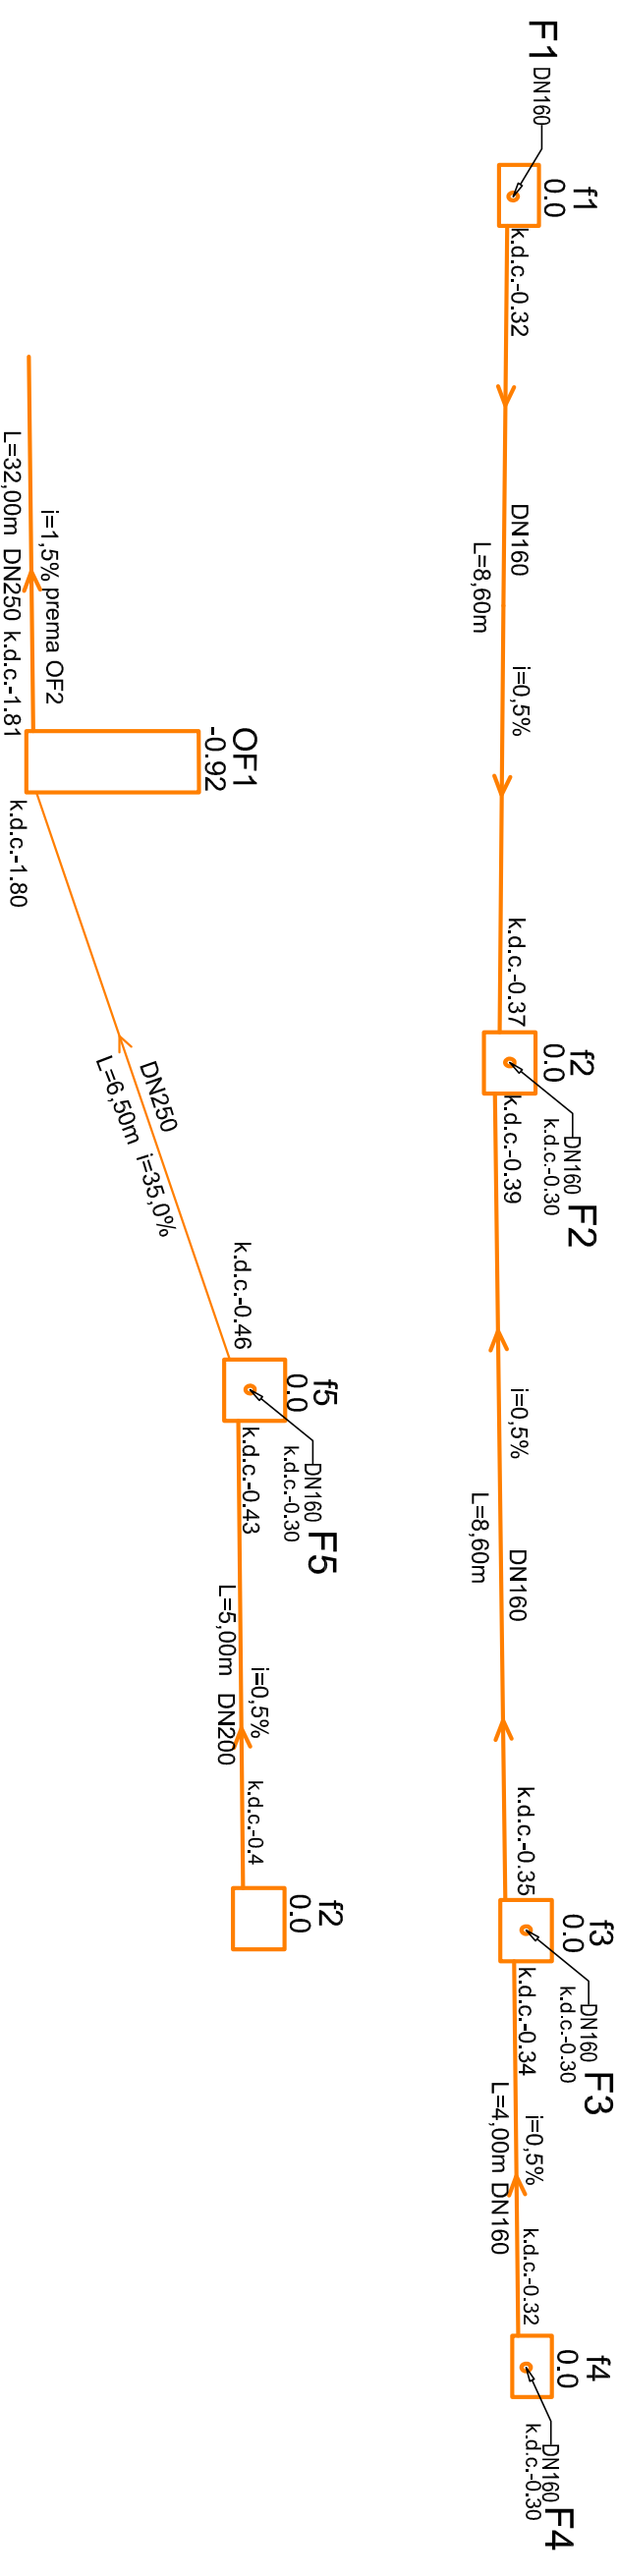 F1
DN160
f1
0.0
k.d.c.-0.32
DN160
L=8,60m
i=0,5%
k.d.c.-0.37
f2
0.0
k.d.c.-0.39
DN160
k.d.c.-0.30
F2
i=0,5%
L=8,60m
DN160
k.d.c.-0.35
f3
0.0
k.d.c.-0.34
DN160
k.d.c.-0.30
F3
i=0,5%
L=4,00m DN160
k.d.c.-0.32
f4
0.0
DN160
k.d.c.-0.30
F4
i=1,5% prema OF2
L=32,00m DN250 k.d.c.-1.81
OF1
-0.92
k.d.c.-1.80
DN250
L=6,50m i=35,0%
k.d.c.-0.46
f5
0.0
k.d.c.-0.43
DN160
k.d.c.-0.30
F5
i=0,5%
L=5,00m DN200
k.d.c.-0.4
f2
0.0